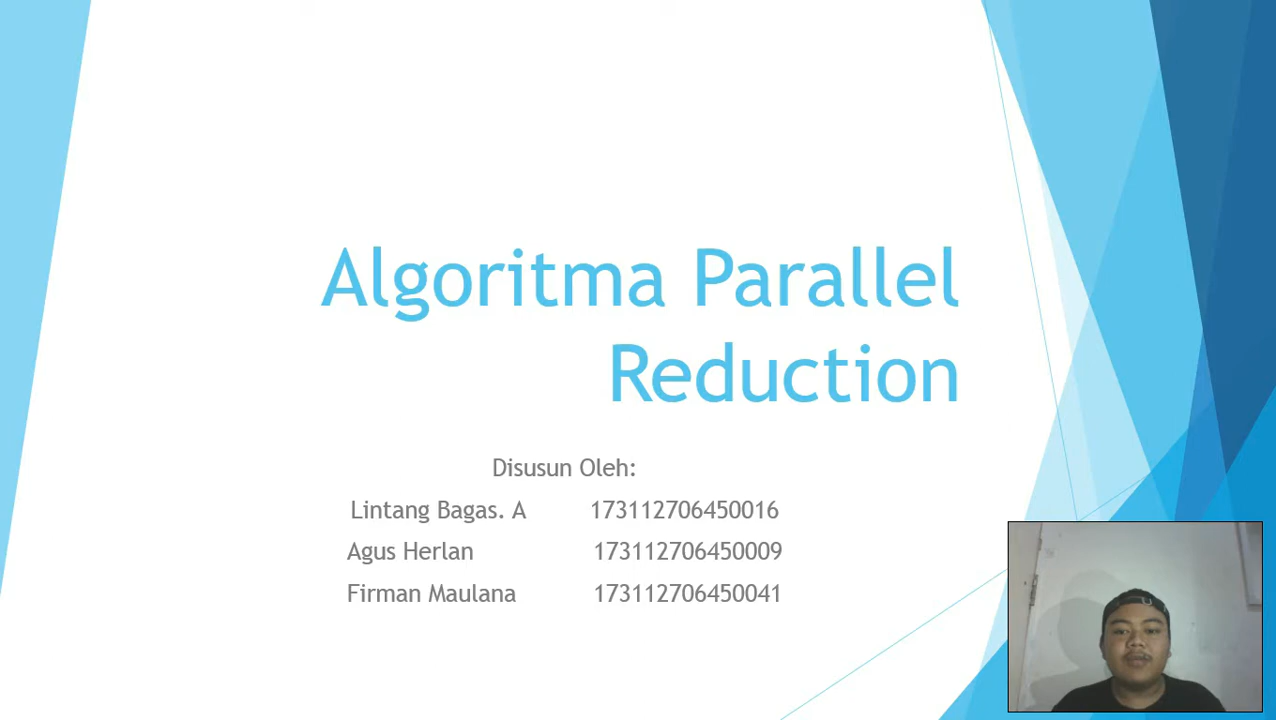 Algoritma Parallel
Reduction
Disusun Oleh:
Lintang Bagas. A 173112706450016
Agus Herlan 173112706450009
Firman Maulana 173112706450041